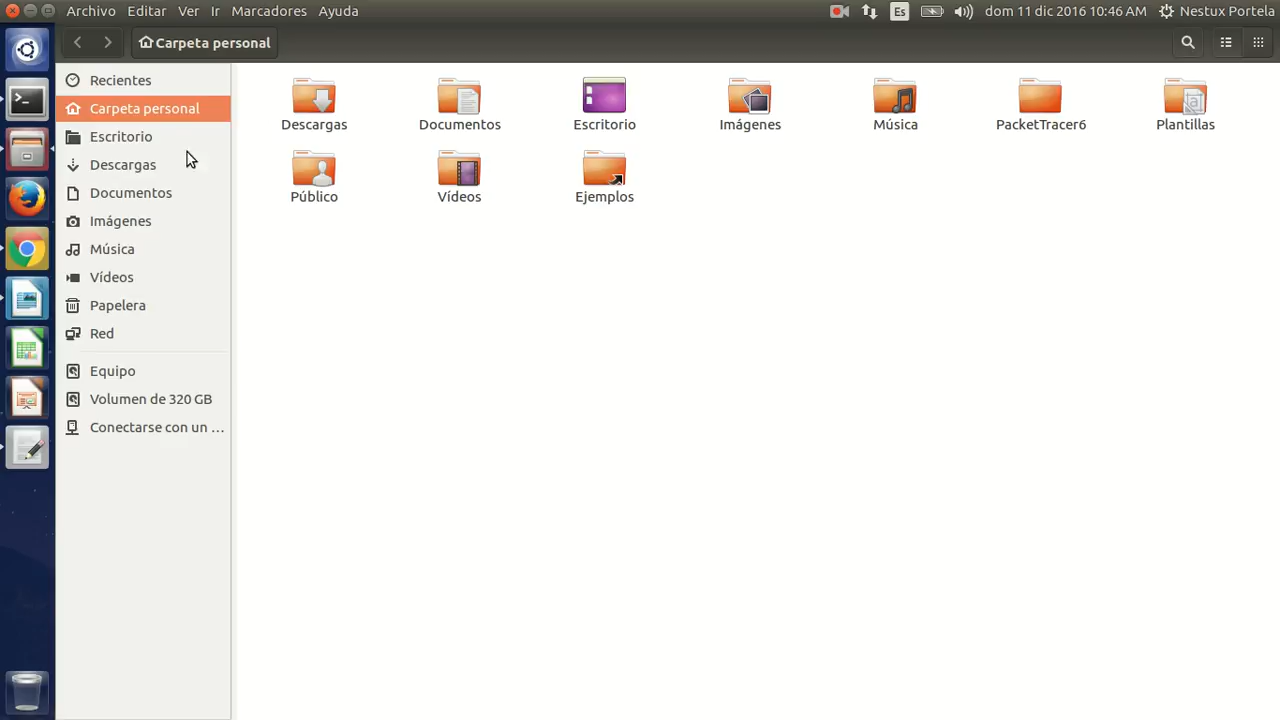 Archivo Editar Ver Ir Marcadores Ayuda Es dom 11 dic 2016 10:46 AM Nestux Portela
Carpeta personal
Recientes
Carpeta personal
Escritorio
Descargas
Documentos
Imágenes
Música
Vídeos
Papelera
Red
Equipo
Volumen de 320 GB
Conectarse con un …
Descargas Documentos Escritorio Imágenes Música PacketTracer6 Plantillas
Público Vídeos Ejemplos